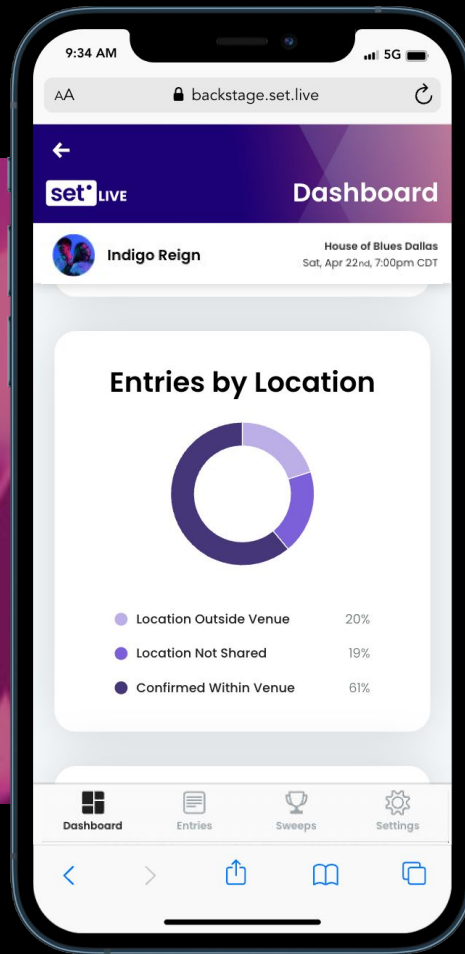 9:34 AM
5G
AA
backstage.set.live
set LIVE
Dashboard
Indigo Reign
House of Blues Dallas
Sat, Apr 22nd, 7:00pm CDT
Entries by Location
Location Outside Venue 20%
Location Not Shared 19%
Confirmed Within Venue 61%
Dashboard Entries Sweeps Settings